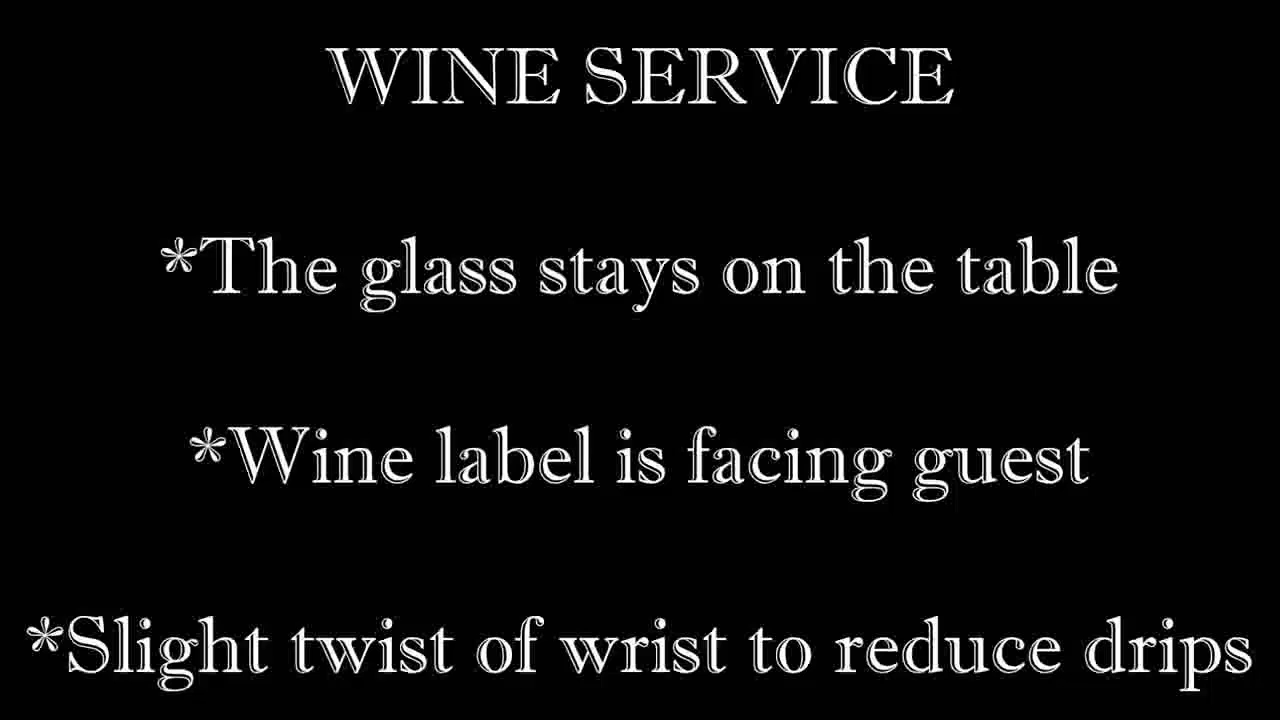 WINE SERVICE
*The glass stays on the table
*Wine label is facing guest
*Slight twist of wrist to reduce drips